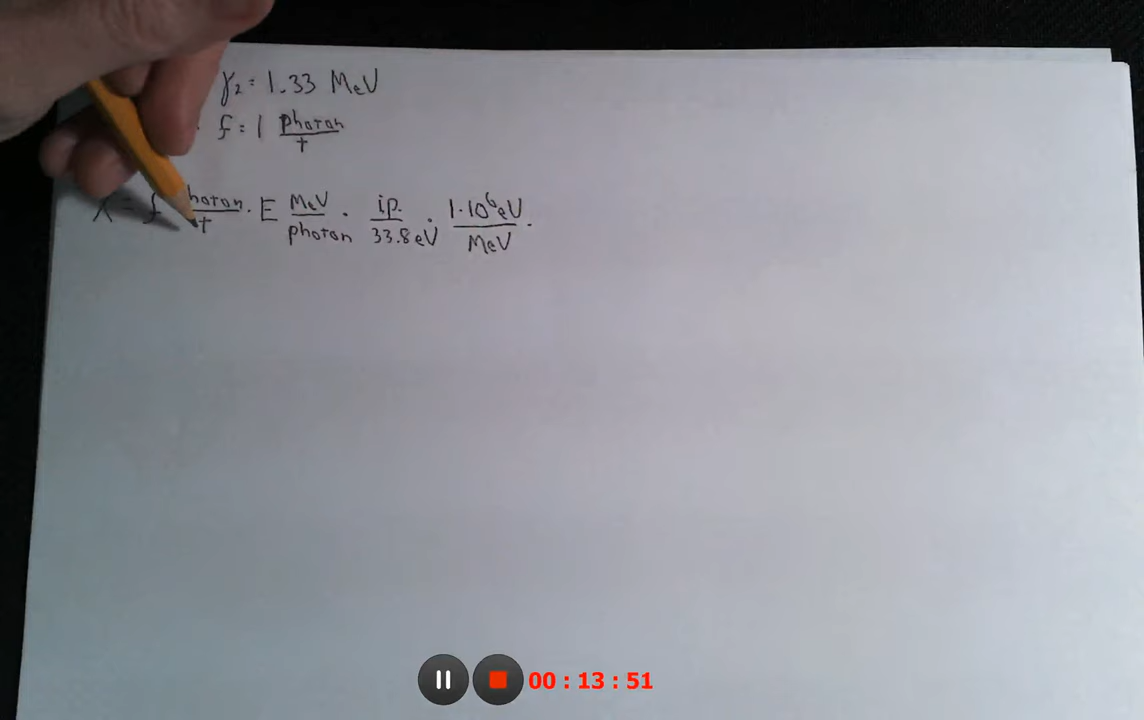 γ₂ = 1.33 MeV
f = 1 photon/t
f photon/t · E MeV/photon · ip/33.8 eV · 1·10⁶ eV/MeV ·
00 : 13 : 51